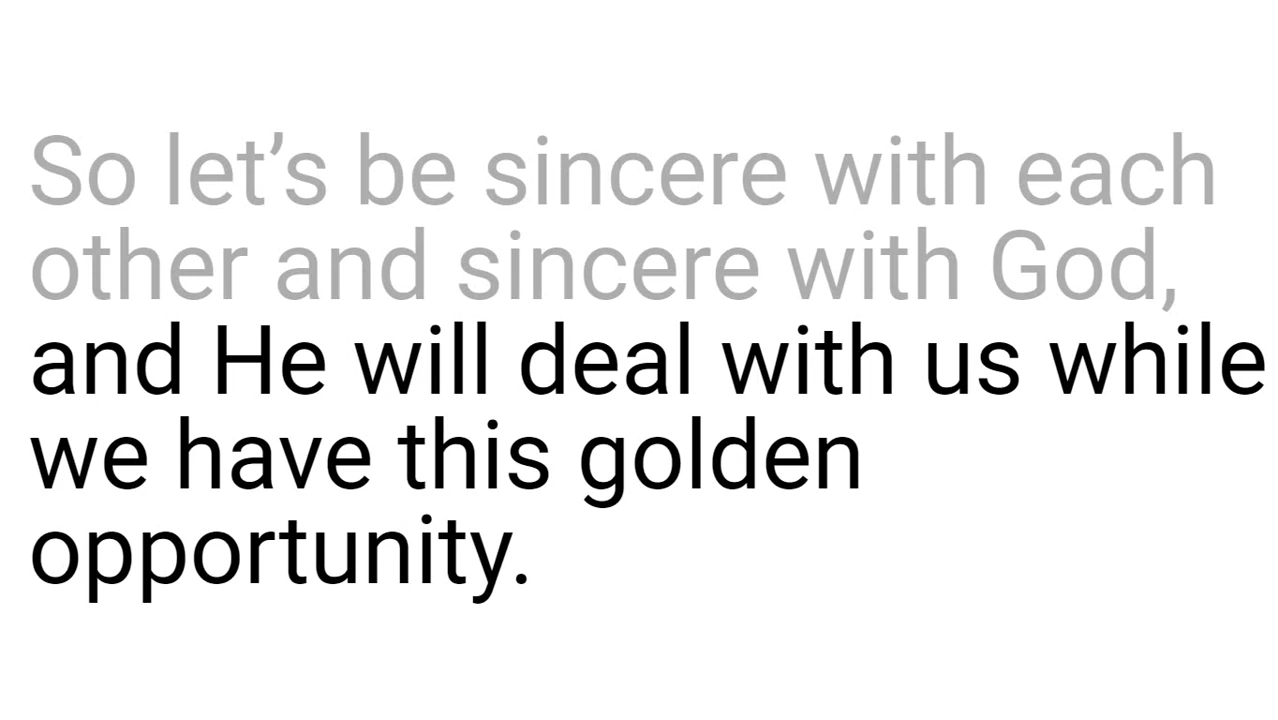 So let’s be sincere with each
other and sincere with God,
and He will deal with us while
we have this golden
opportunity.